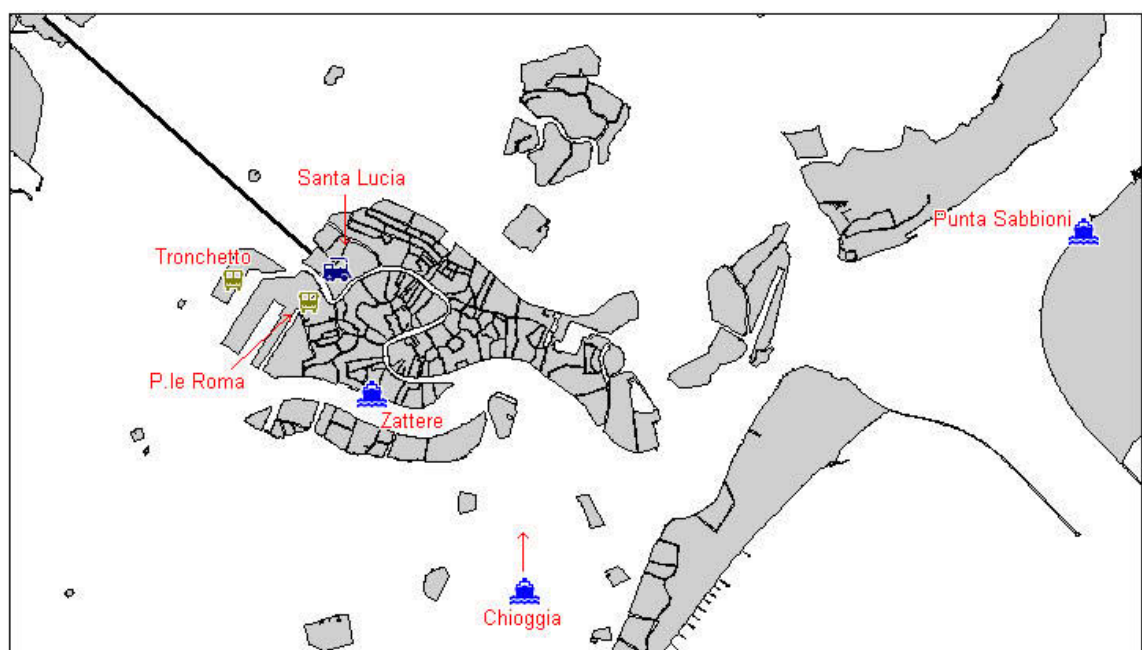 Santa Lucia
Punta Sabbioni
Tronchetto
P.le Roma
Zattere
Chioggia